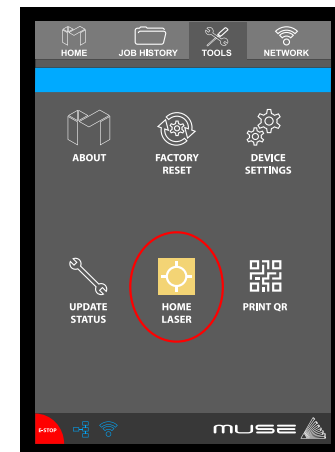 HOME JOB HISTORY TOOLS NETWORK
ABOUT FACTORY RESET DEVICE SETTINGS
UPDATE STATUS HOME LASER PRINT QR
E-STOP muse